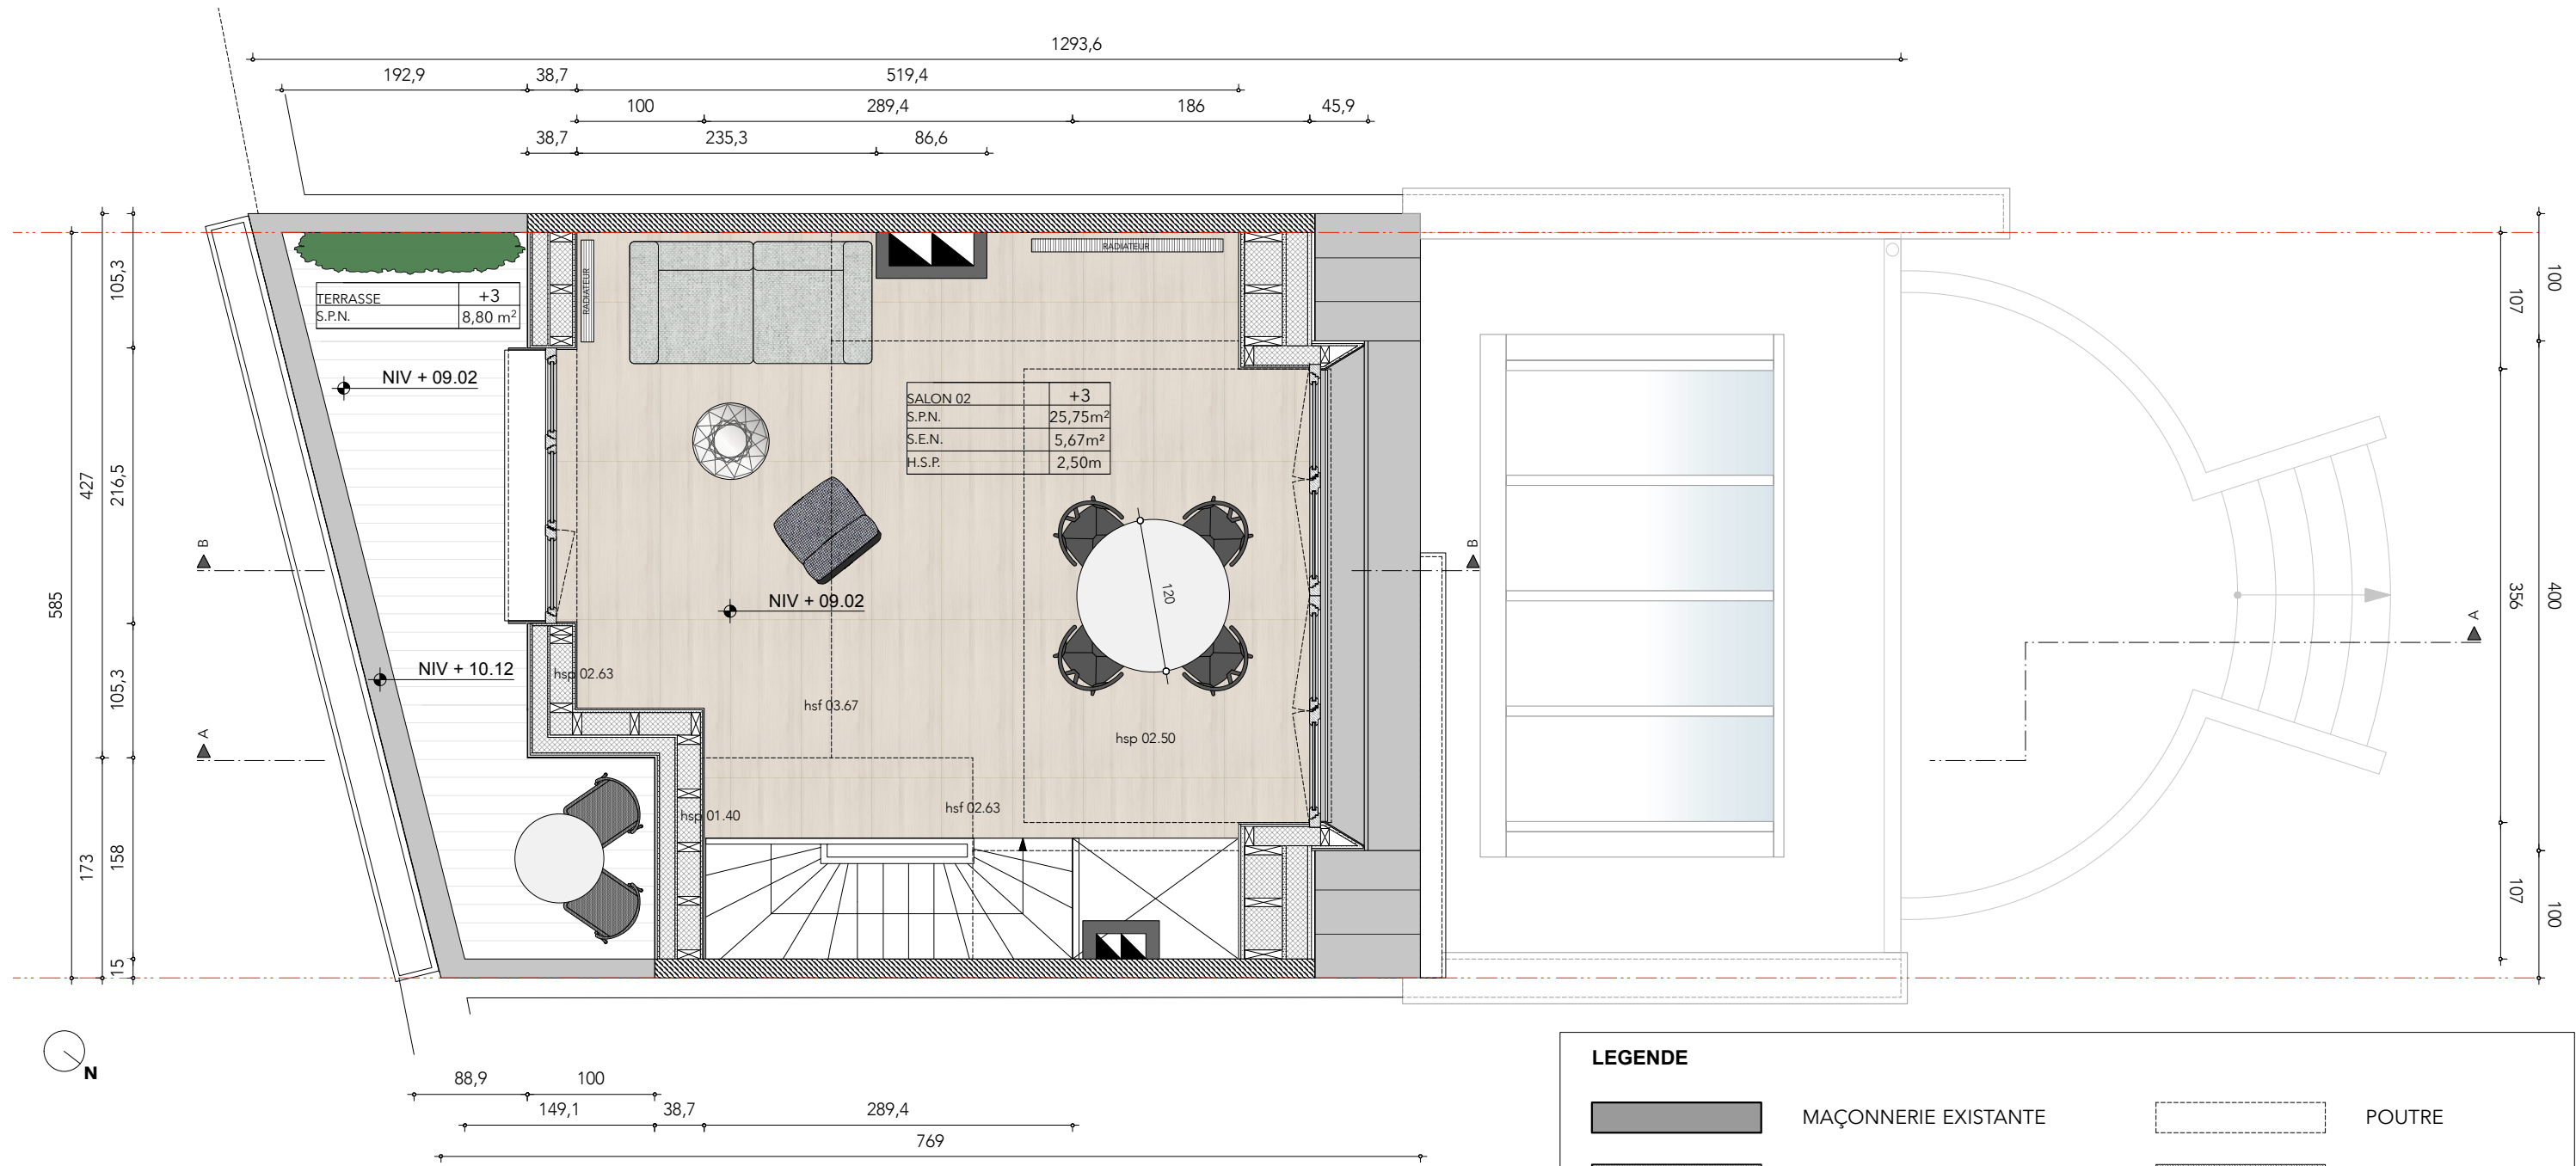 1293,6
192,9 38,7 519,4
100 289,4 186 45,9
38,7 235,3 86,6
RADIATEUR
RADIATEUR
TERRASSE +3
S.P.N. 8,80 m²
NIV + 09.02
SALON 02 +3
S.P.N. 25,75m²
S.E.N. 5,67m²
H.S.P. 2,50m
NIV + 09.02
120
NIV + 10.12
hsp 02.63
hsf 03.67
hsp 02.50
hsp 01.40
hsf 02.63
B
A
B
A
585
427
173
105,3
216,5
105,3
158
15
107
356
107
100
400
100
N
88,9 100
149,1 38,7 289,4
769
LEGENDE
MAÇONNERIE EXISTANTE
POUTRE